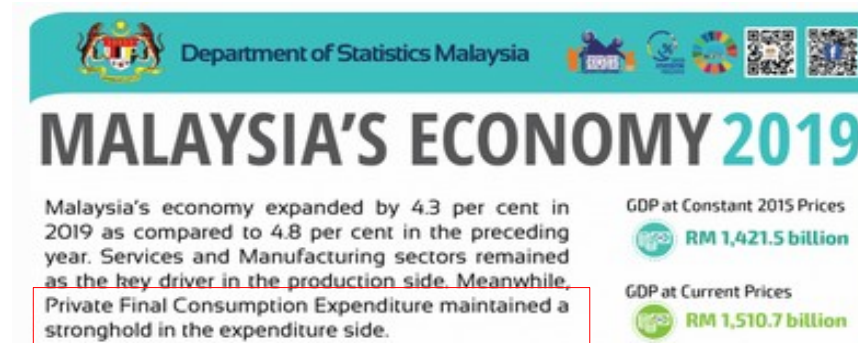 Department of Statistics Malaysia
MALAYSIA'S ECONOMY 2019
Malaysia's economy expanded by 4.3 per cent in
2019 as compared to 4.8 per cent in the preceding
year. Services and Manufacturing sectors remained
as the key driver in the production side. Meanwhile,
Private Final Consumption Expenditure maintained a
stronghold in the expenditure side.
GDP at Constant 2015 Prices
RM 1,421.5 billion
GDP at Current Prices
RM 1,510.7 billion